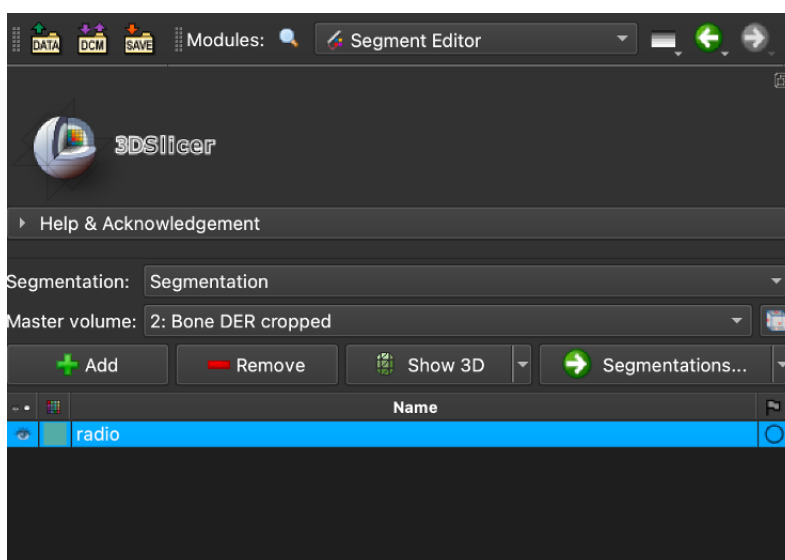 DATA DCM SAVE Modules: Segment Editor
3DSlicer
Help & Acknowledgement
Segmentation: Segmentation
Master volume: 2: Bone DER cropped
Add Remove Show 3D Segmentations...
Name
radio